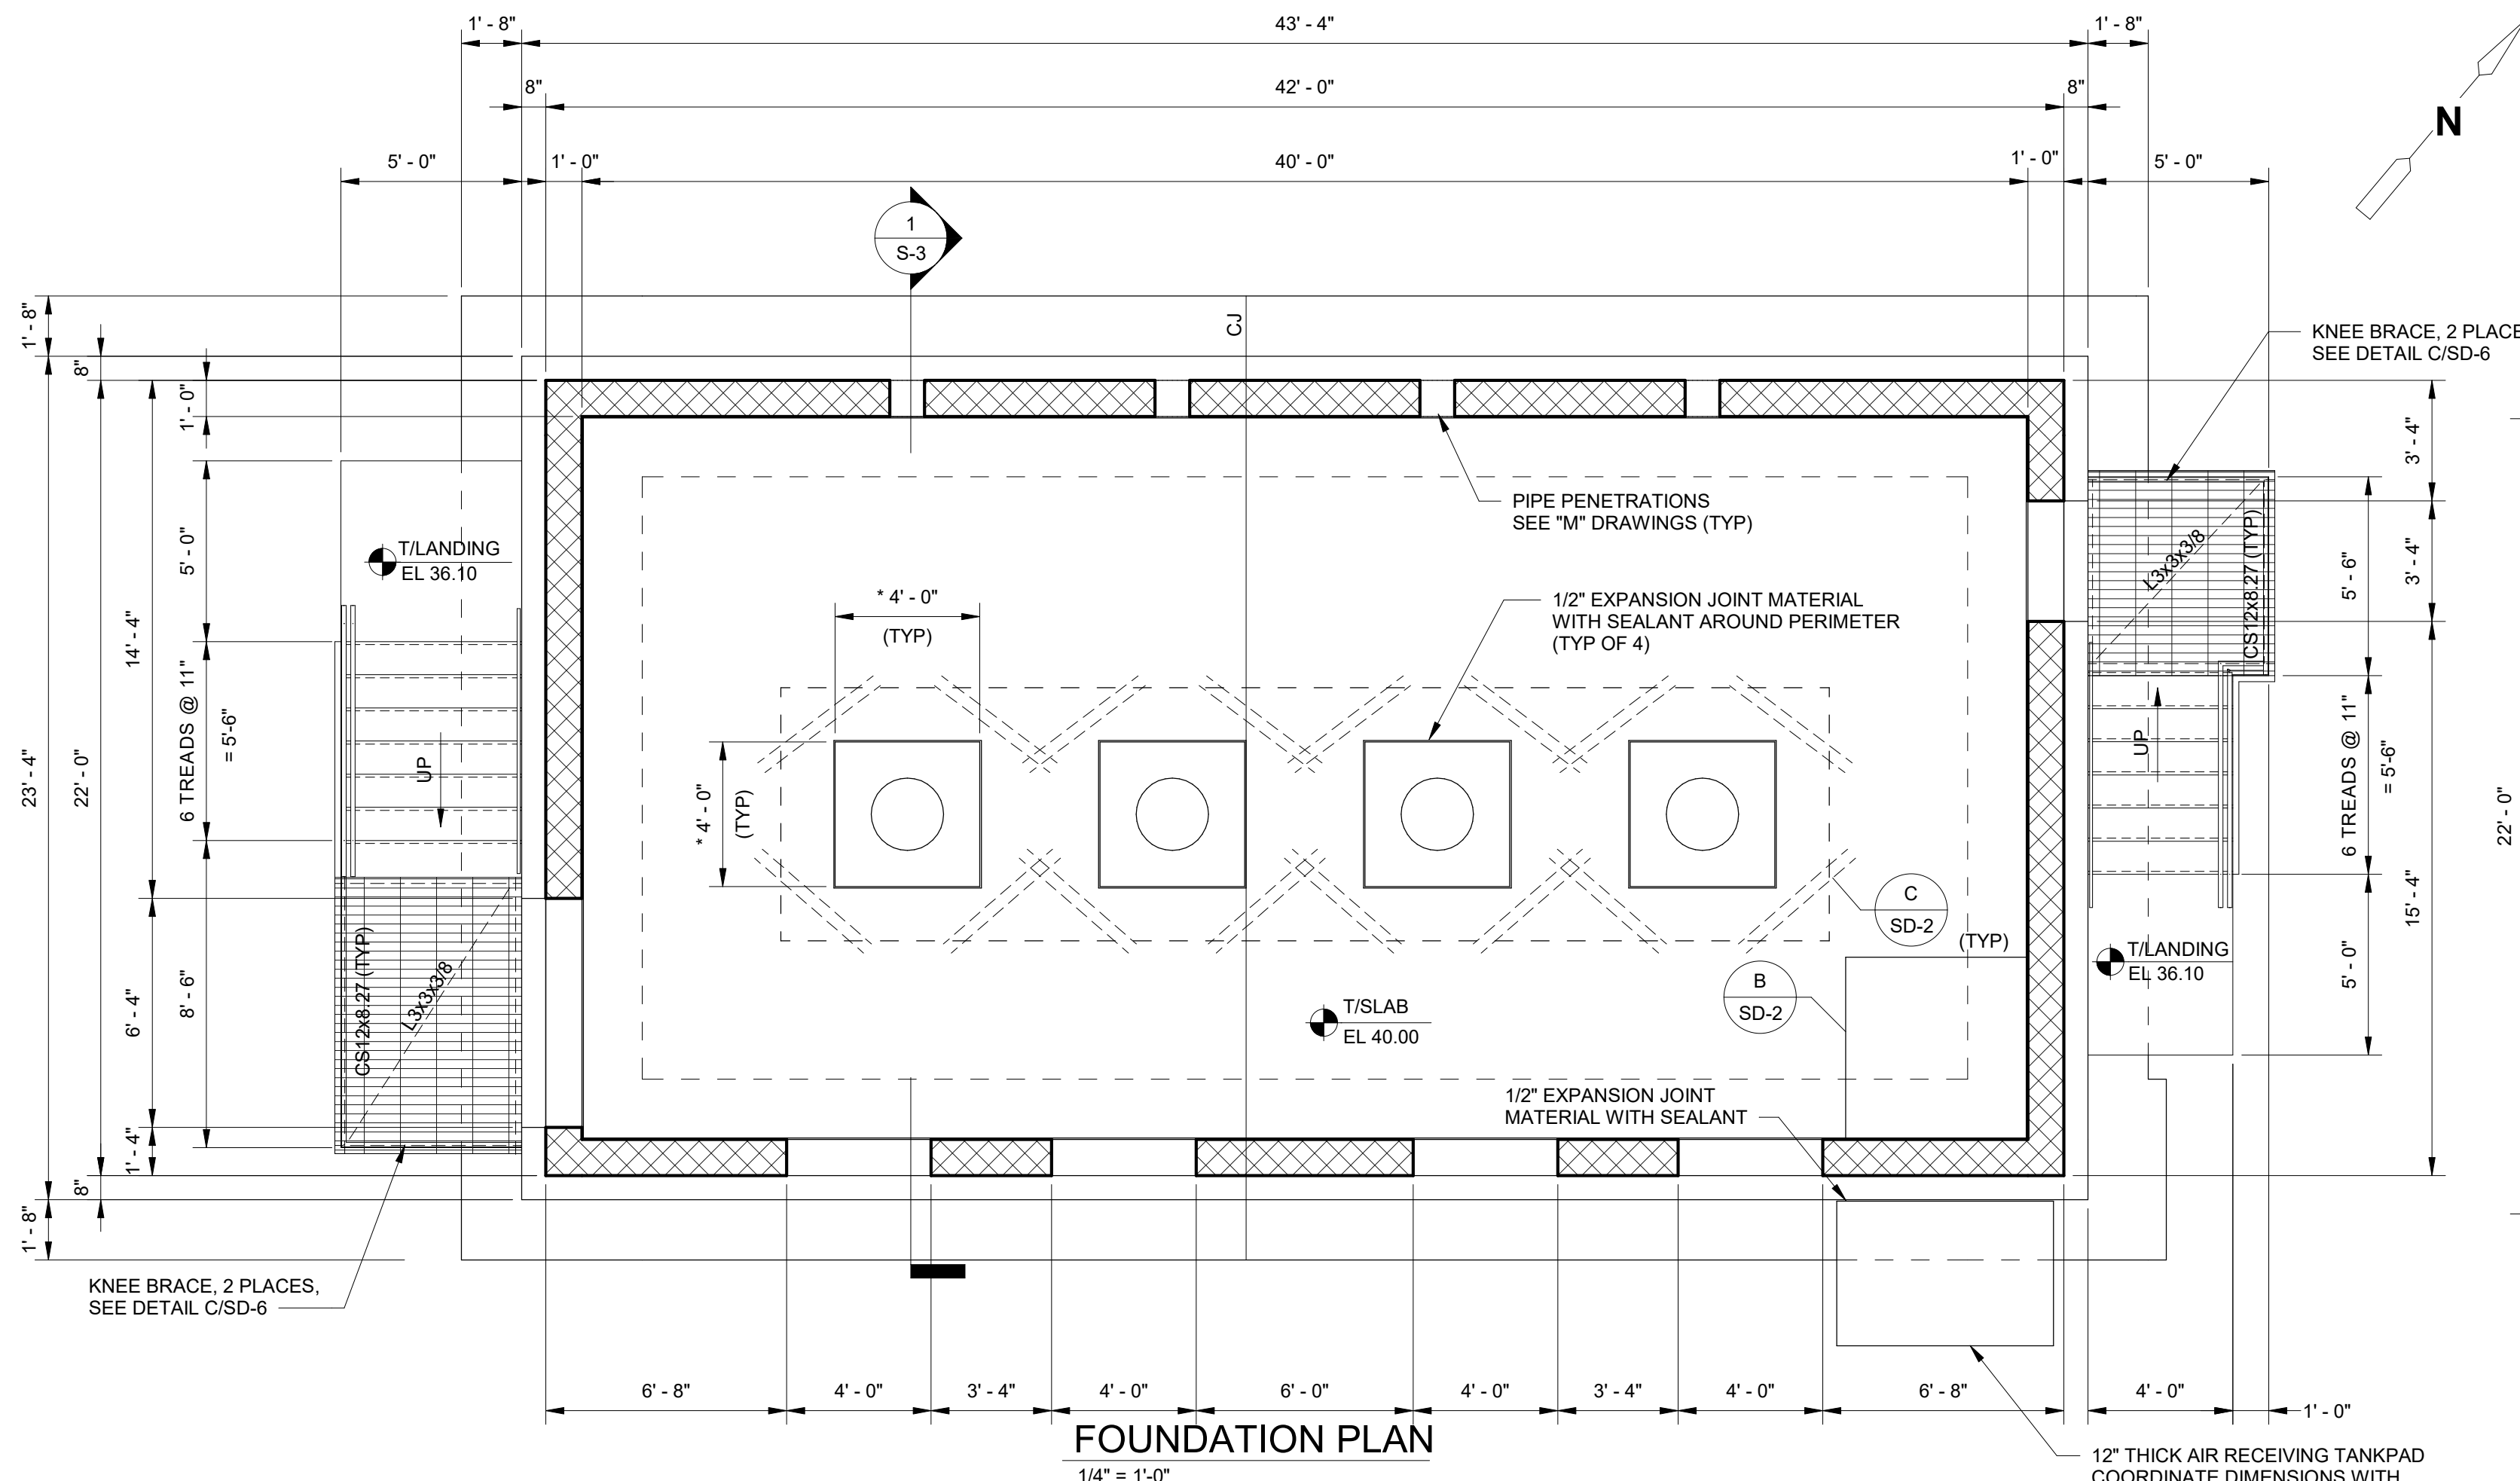 1' - 8"
43' - 4"
1' - 8"
8"
42' - 0"
8"
5' - 0"
1' - 0"
40' - 0"
1' - 0"
5' - 0"
N
1
S-3
CJ
1' - 8"
8"
1' - 0"
KNEE BRACE, 2 PLACE
SEE DETAIL C/SD-6
3' - 4"
PIPE PENETRATIONS
SEE "M" DRAWINGS (TYP)
T/LANDING
EL 36.10
5' - 0"
14' - 4"
* 4' - 0"
(TYP)
1/2" EXPANSION JOINT MATERIAL
WITH SEALANT AROUND PERIMETER
(TYP OF 4)
L3x3x3/8
CS12x8.27 (TYP)
5' - 6"
3' - 4"
6 TREADS @ 11"
= 5'-6"
UP
23' - 4"
22' - 0"
* 4' - 0"
(TYP)
UP
6 TREADS @ 11"
= 5'-6"
22' - 0"
15' - 4"
C
SD-2
(TYP)
B
SD-2
T/LANDING
EL 36.10
5' - 0"
CS12x8.27 (TYP)
L3x3x3/8
8' - 6"
6' - 4"
T/SLAB
EL 40.00
1/2" EXPANSION JOINT
MATERIAL WITH SEALANT
1' - 4"
8"
1' - 8"
KNEE BRACE, 2 PLACES,
SEE DETAIL C/SD-6
6' - 8"
4' - 0"
3' - 4"
4' - 0"
6' - 0"
4' - 0"
3' - 4"
4' - 0"
6' - 8"
4' - 0"
1' - 0"
FOUNDATION PLAN
1/4" = 1'-0"
12" THICK AIR RECEIVING TANKPAD
COORDINATE DIMENSIONS WITH